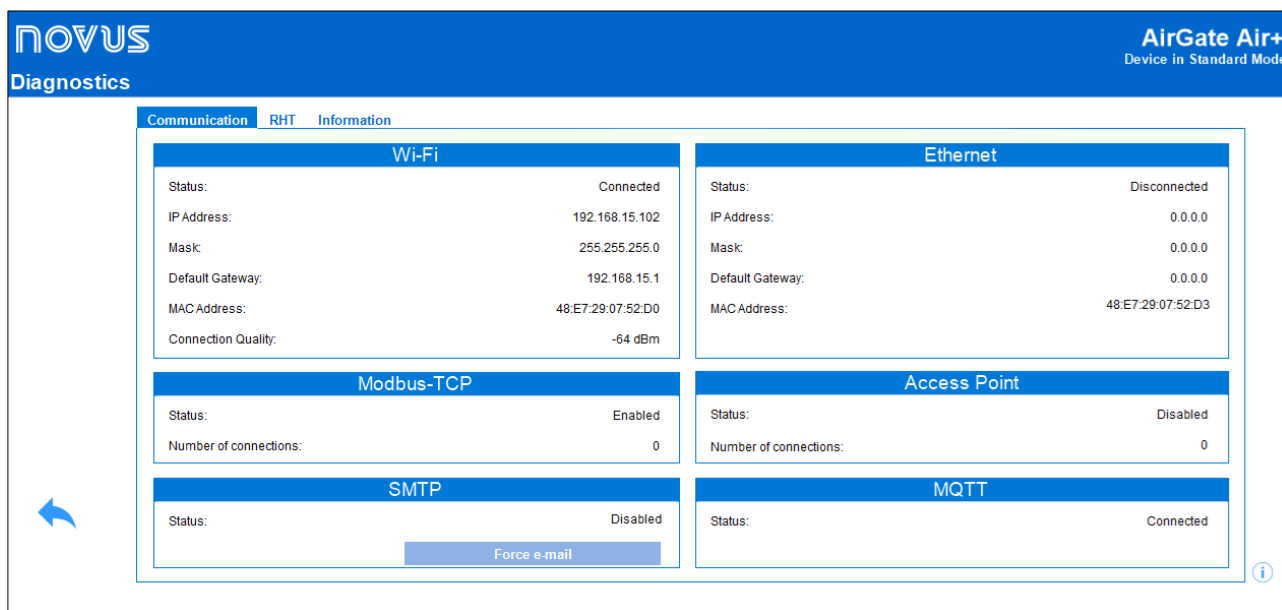 novus
AirGate Air+
Device in Standard Mode
Diagnostics
Communication RHT Information
Wi-Fi
Status: Connected
IP Address: 192.168.15.102
Mask: 255.255.255.0
Default Gateway: 192.168.15.1
MAC Address: 48:E7:29:07:52:D0
Connection Quality: -64 dBm
Ethernet
Status: Disconnected
IP Address: 0.0.0.0
Mask: 0.0.0.0
Default Gateway: 0.0.0.0
MAC Address: 48:E7:29:07:52:D3
Modbus-TCP
Status: Enabled
Number of connections: 0
Access Point
Status: Disabled
Number of connections: 0
SMTP
Status: Disabled
Force e-mail
MQTT
Status: Connected
i